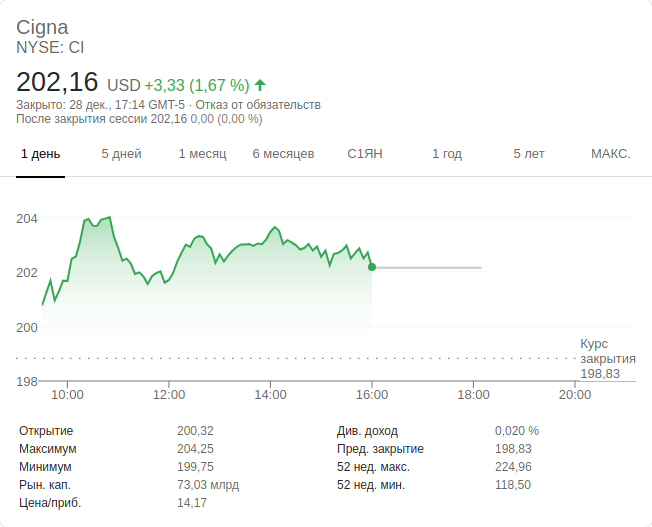 Cigna
NYSE: CI
202,16 USD +3,33 (1,67 %)
Закрыто: 28 дек., 17:14 GMT-5 · Отказ от обязательств
После закрытия сессии 202,16 0,00 (0,00 %)
1 день 5 дней 1 месяц 6 месяцев С1ЯН 1 год 5 лет МАКС.
204
202
200
Курс
закрытия
198,83
198
10:00 12:00 14:00 16:00 18:00 20:00
Открытие 200,32 Див. доход 0,020 %
Максимум 204,25 Пред. закрытие 198,83
Минимум 199,75 52 нед. макс. 224,96
Рын. кап. 73,03 млрд 52 нед. мин. 118,50
Цена/приб. 14,17